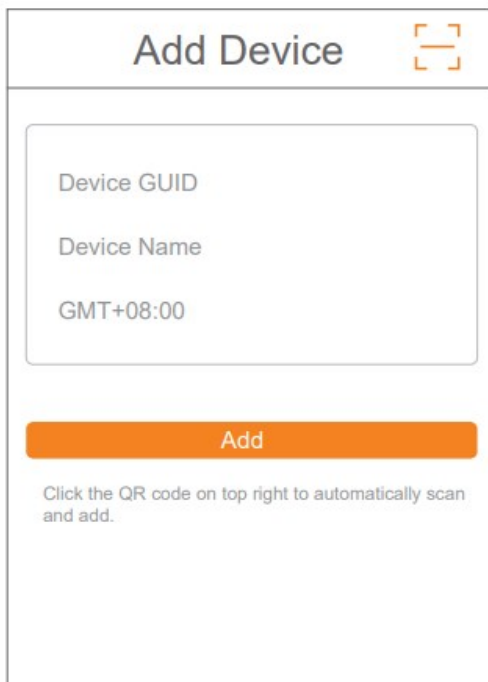 Add Device
Device GUID
Device Name
GMT+08:00
Add
Click the QR code on top right to automatically scan
and add.